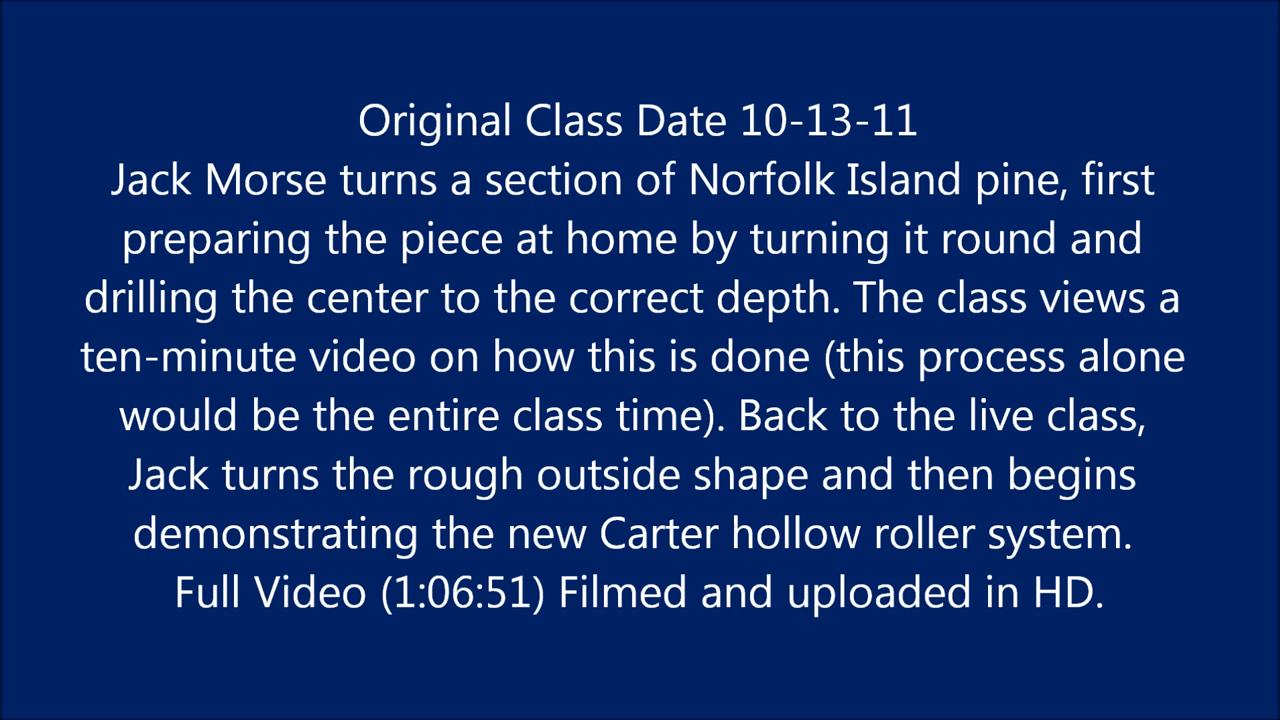 Original Class Date 10-13-11
Jack Morse turns a section of Norfolk Island pine, first
preparing the piece at home by turning it round and
drilling the center to the correct depth. The class views a
ten-minute video on how this is done (this process alone
would be the entire class time). Back to the live class,
Jack turns the rough outside shape and then begins
demonstrating the new Carter hollow roller system.
Full Video (1:06:51) Filmed and uploaded in HD.